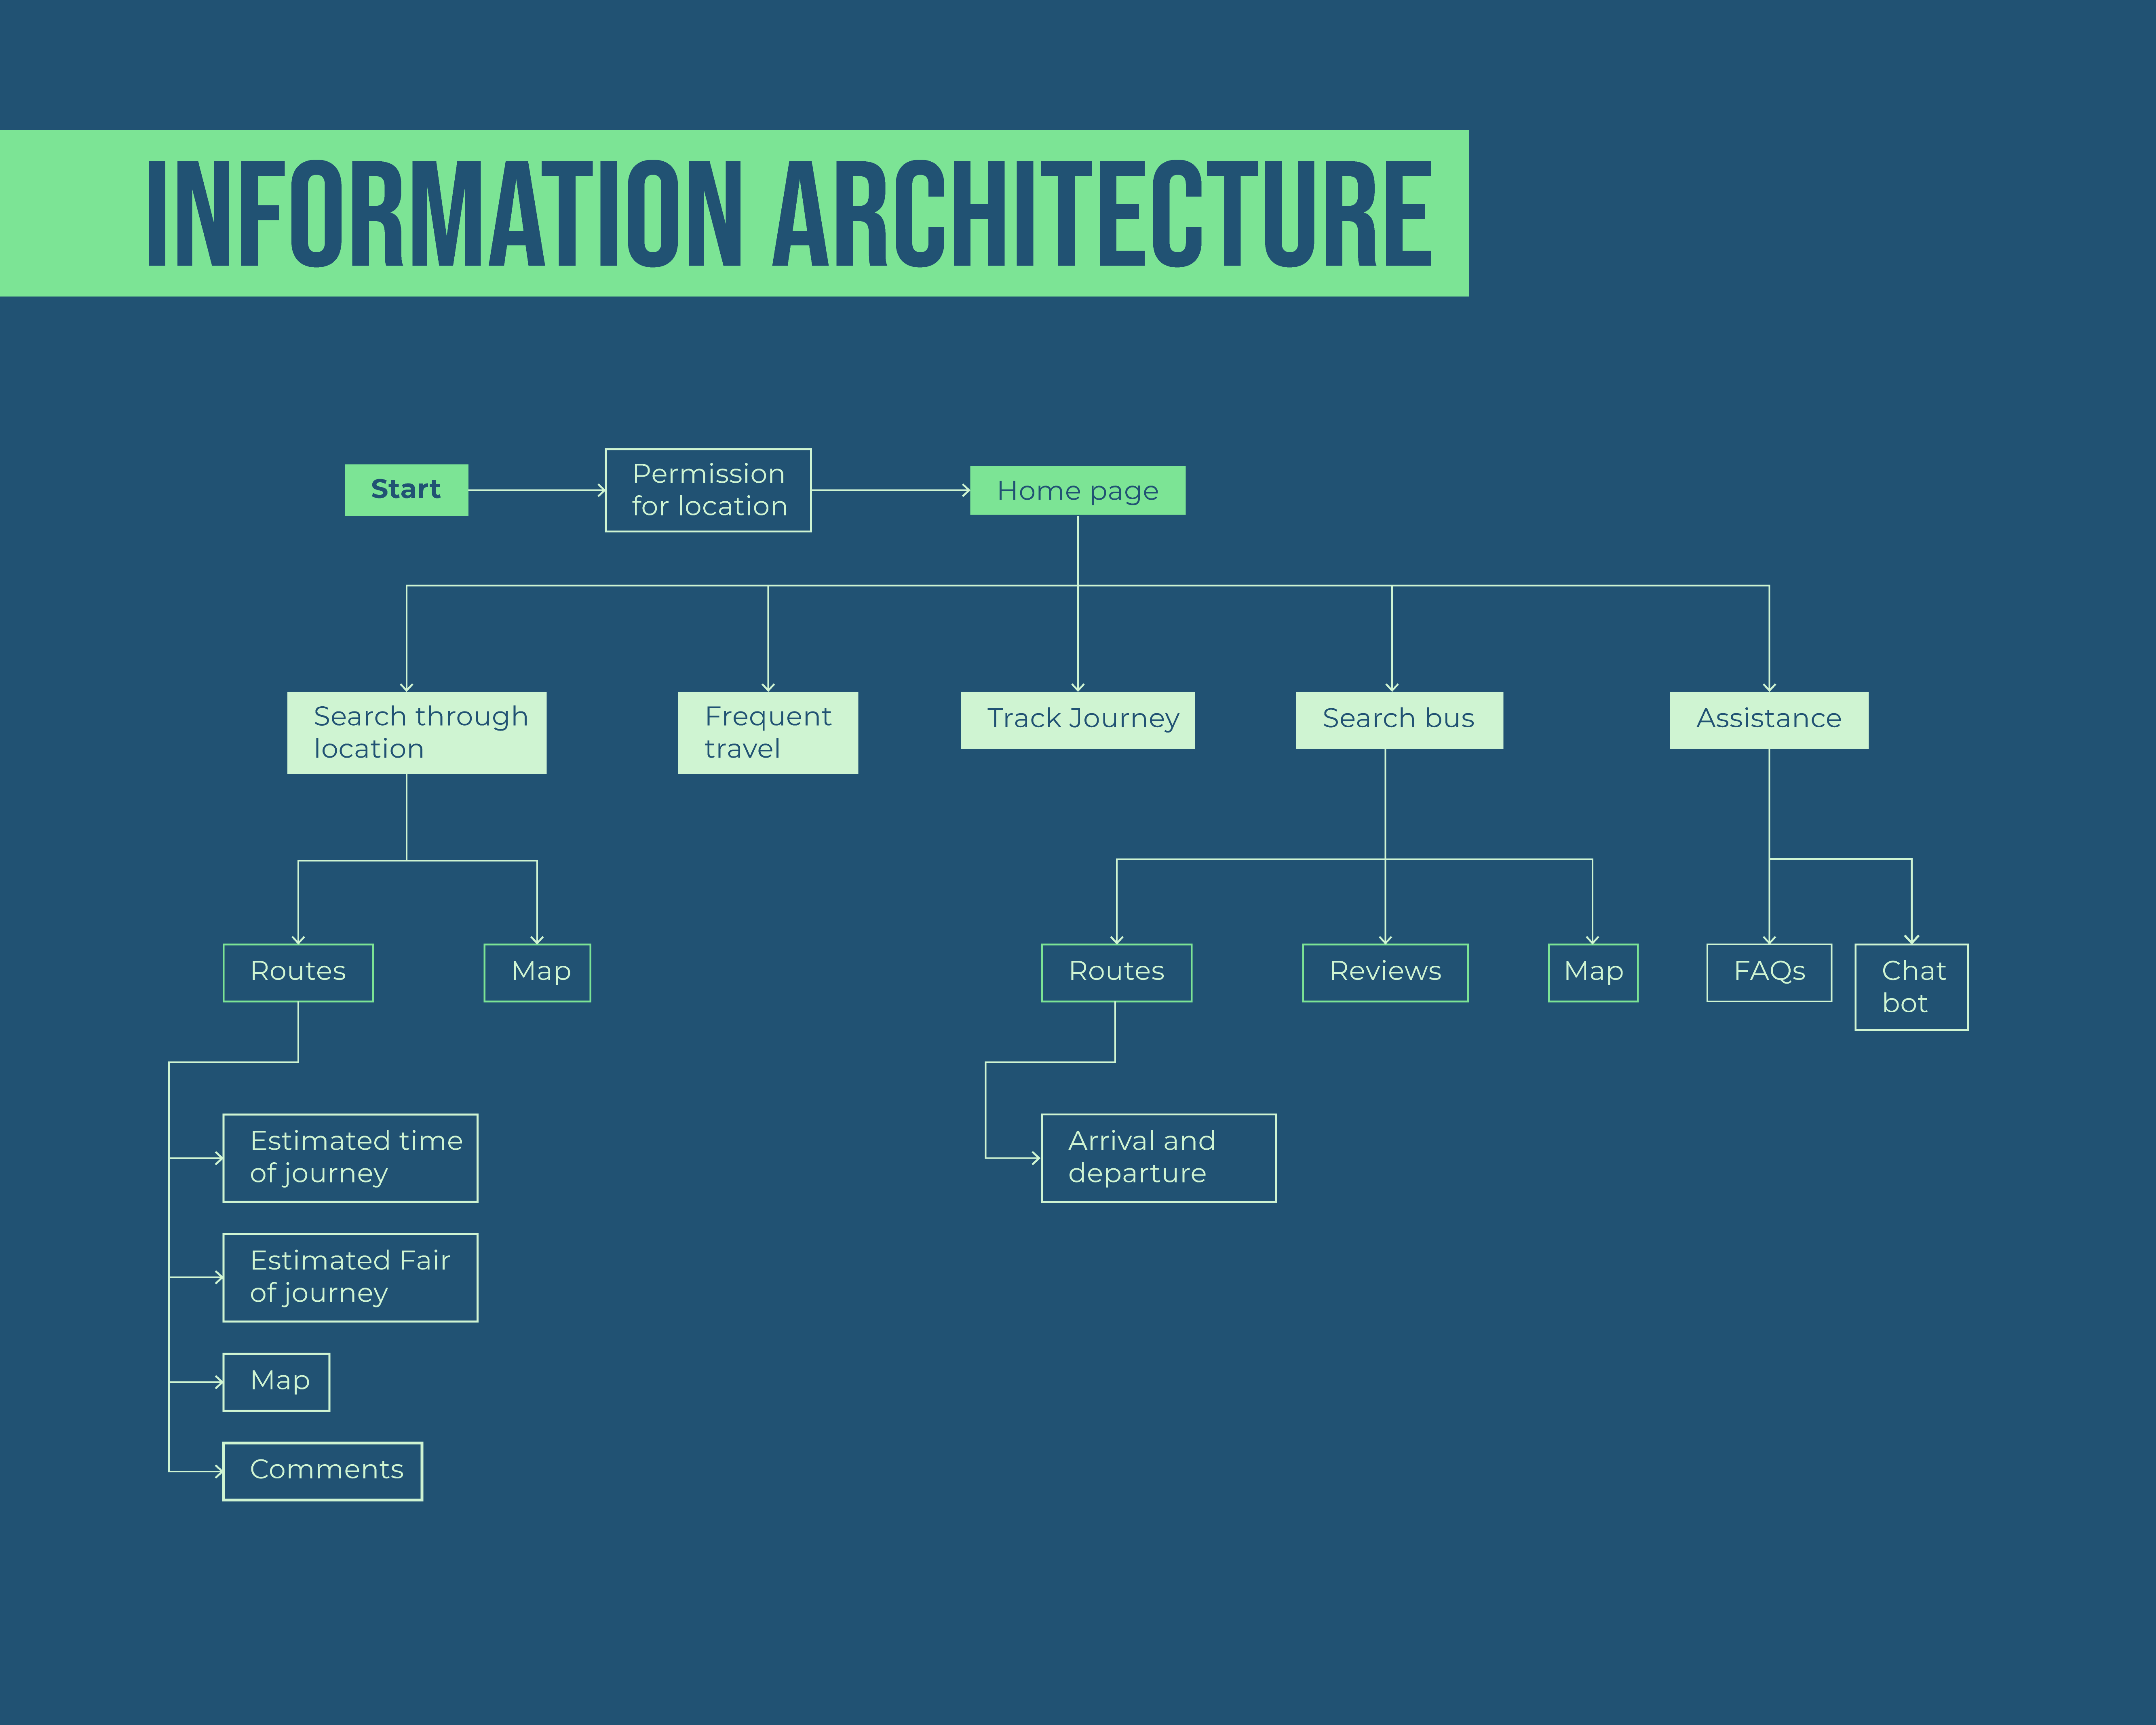 INFORMATION ARCHITECTURE
Start
Permission
for location
Home page
Search through
location
Frequent
travel
Track Journey
Search bus
Assistance
Routes
Map
Routes
Reviews
Map
FAQs
Chat
bot
Estimated time
of journey
Arrival and
departure
Estimated Fair
of journey
Map
Comments